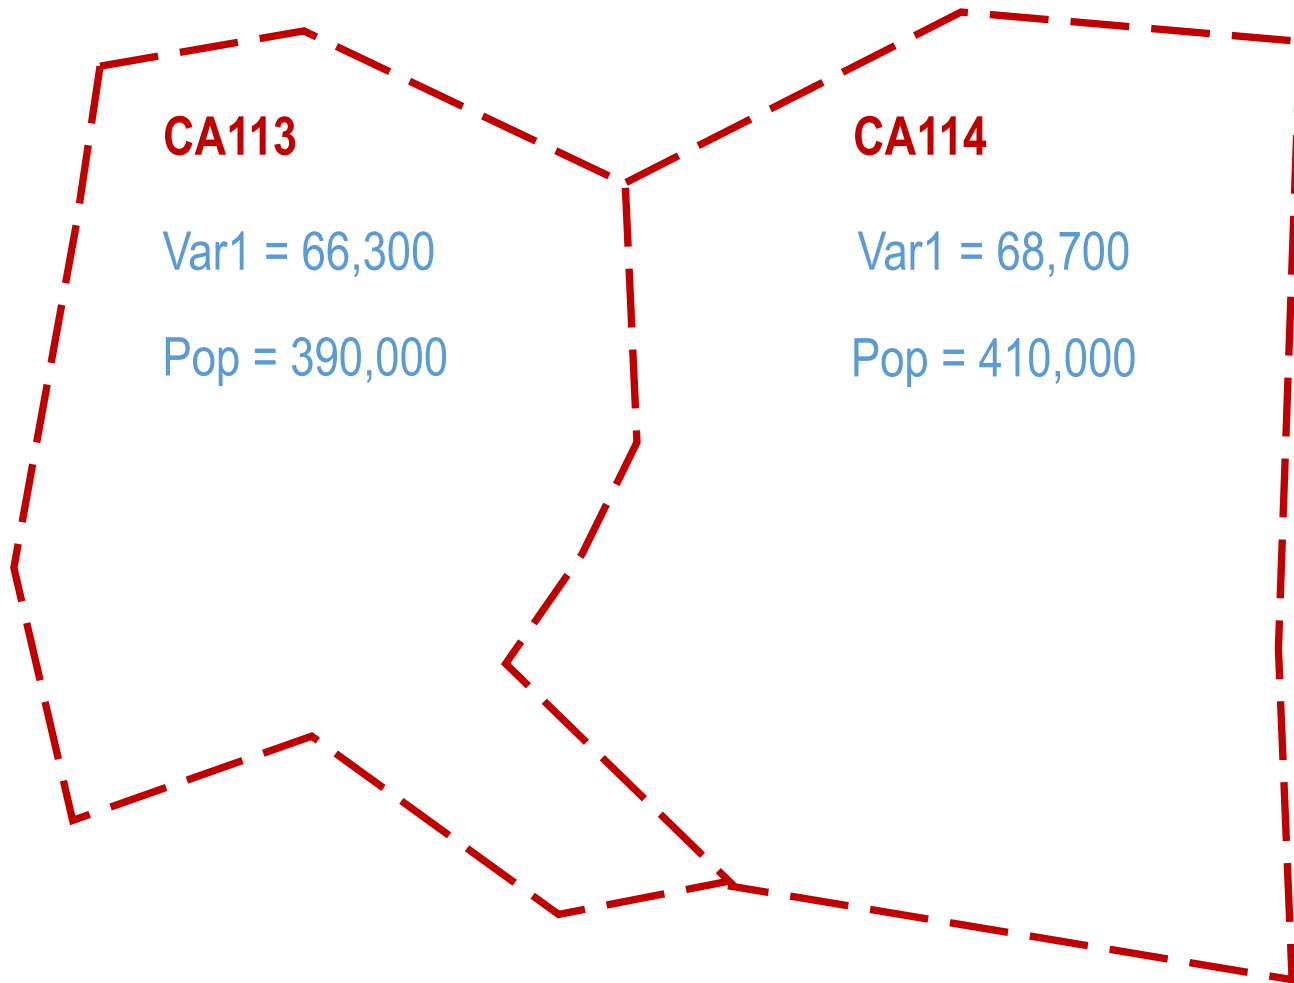 CA113
Var1 = 66,300
Pop = 390,000
CA114
Var1 = 68,700
Pop = 410,000